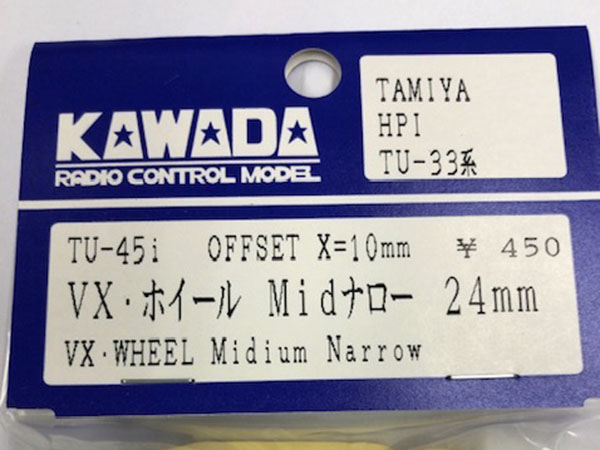 KAWADA
RADIO CONTROL MODEL
TAMIYA
HPI
TU-33系
TU-45i OFFSET X=10mm ¥ 450
VX・ホイール Midナロー 24mm
VX・WHEEL Midium Narrow